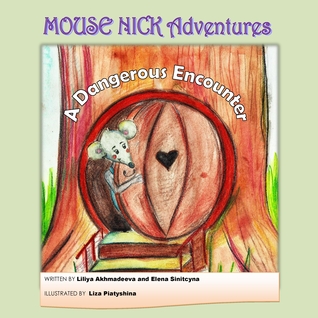 MOUSE NICK Adventures
A Dangerous Encounter
WRITTEN BY Liliya Akhmadeeva and Elena Sinitcyna
ILLUSTRATED BY Liza Piatyshina